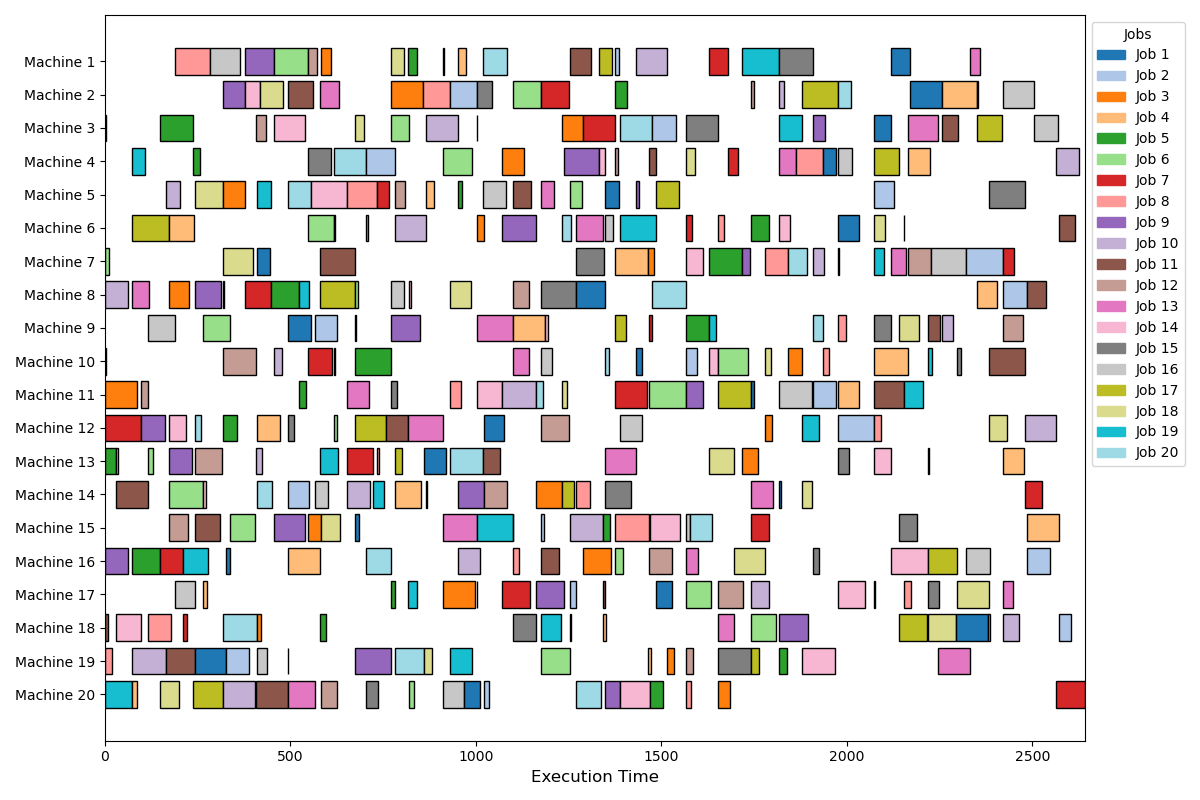 Machine 1
Machine 2
Machine 3
Machine 4
Machine 5
Machine 6
Machine 7
Machine 8
Machine 9
Machine 10
Machine 11
Machine 12
Machine 13
Machine 14
Machine 15
Machine 16
Machine 17
Machine 18
Machine 19
Machine 20
0 500 1000 1500 2000 2500
Execution Time
Jobs
Job 1
Job 2
Job 3
Job 4
Job 5
Job 6
Job 7
Job 8
Job 9
Job 10
Job 11
Job 12
Job 13
Job 14
Job 15
Job 16
Job 17
Job 18
Job 19
Job 20